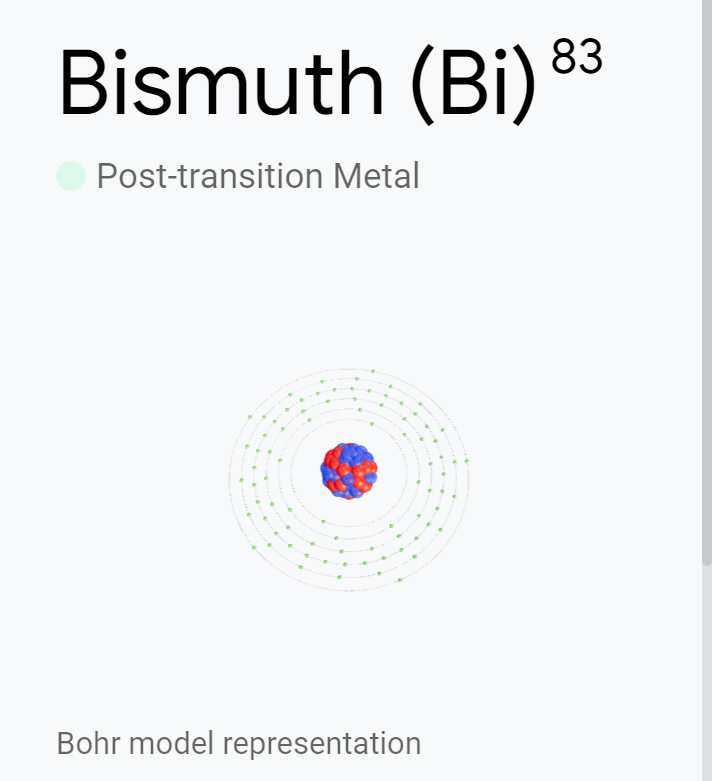 Bismuth (Bi) 83
Post-transition Metal
Bohr model representation